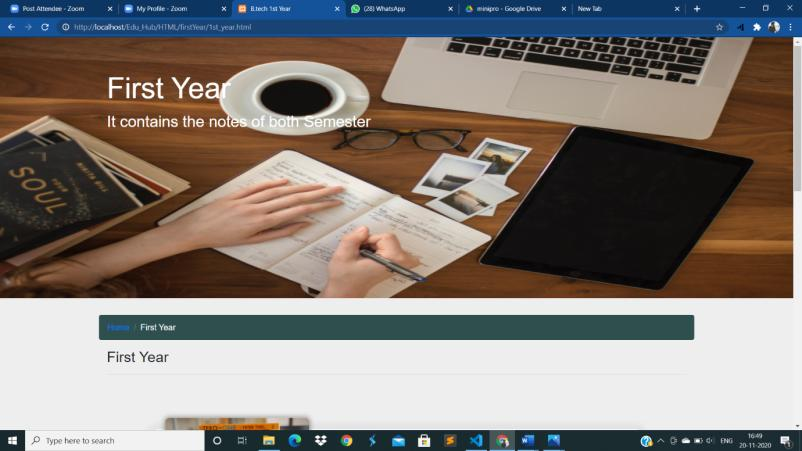 Post Attendee - Zoom
My Profile - Zoom
B.tech 1st Year
(28) WhatsApp
minipro - Google Drive
New Tab
http://localhost/Edu_Hub/HTML/firstYear/1st_year.html
First Year
It contains the notes of both Semester
SOUL
Home / First Year
First Year
Type here to search
ENG
16:49
20-11-2020